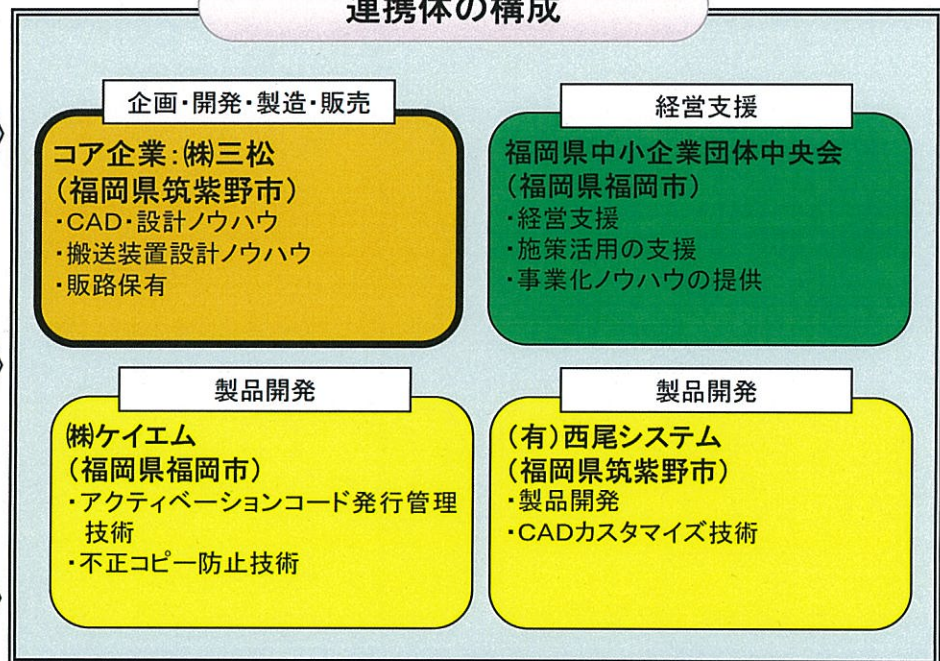 連携体の構成
企画・開発・製造・販売
コア企業:㈱三松
(福岡県筑紫野市)
・CAD・設計ノウハウ
・搬送装置設計ノウハウ
・販路保有
経営支援
福岡県中小企業団体中央会
(福岡県福岡市)
・経営支援
・施策活用の支援
・事業化ノウハウの提供
製品開発
㈱ケイエム
(福岡県福岡市)
・アクティベーションコード発行管理
技術
・不正コピー防止技術
製品開発
(有)西尾システム
(福岡県筑紫野市)
・製品開発
・CADカスタマイズ技術